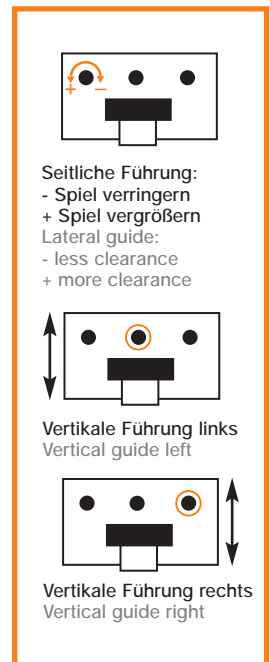 + –
Seitliche Führung:
- Spiel verringern
+ Spiel vergrößern
Lateral guide:
- less clearance
+ more clearance
Vertikale Führung links
Vertical guide left
Vertikale Führung rechts
Vertical guide right